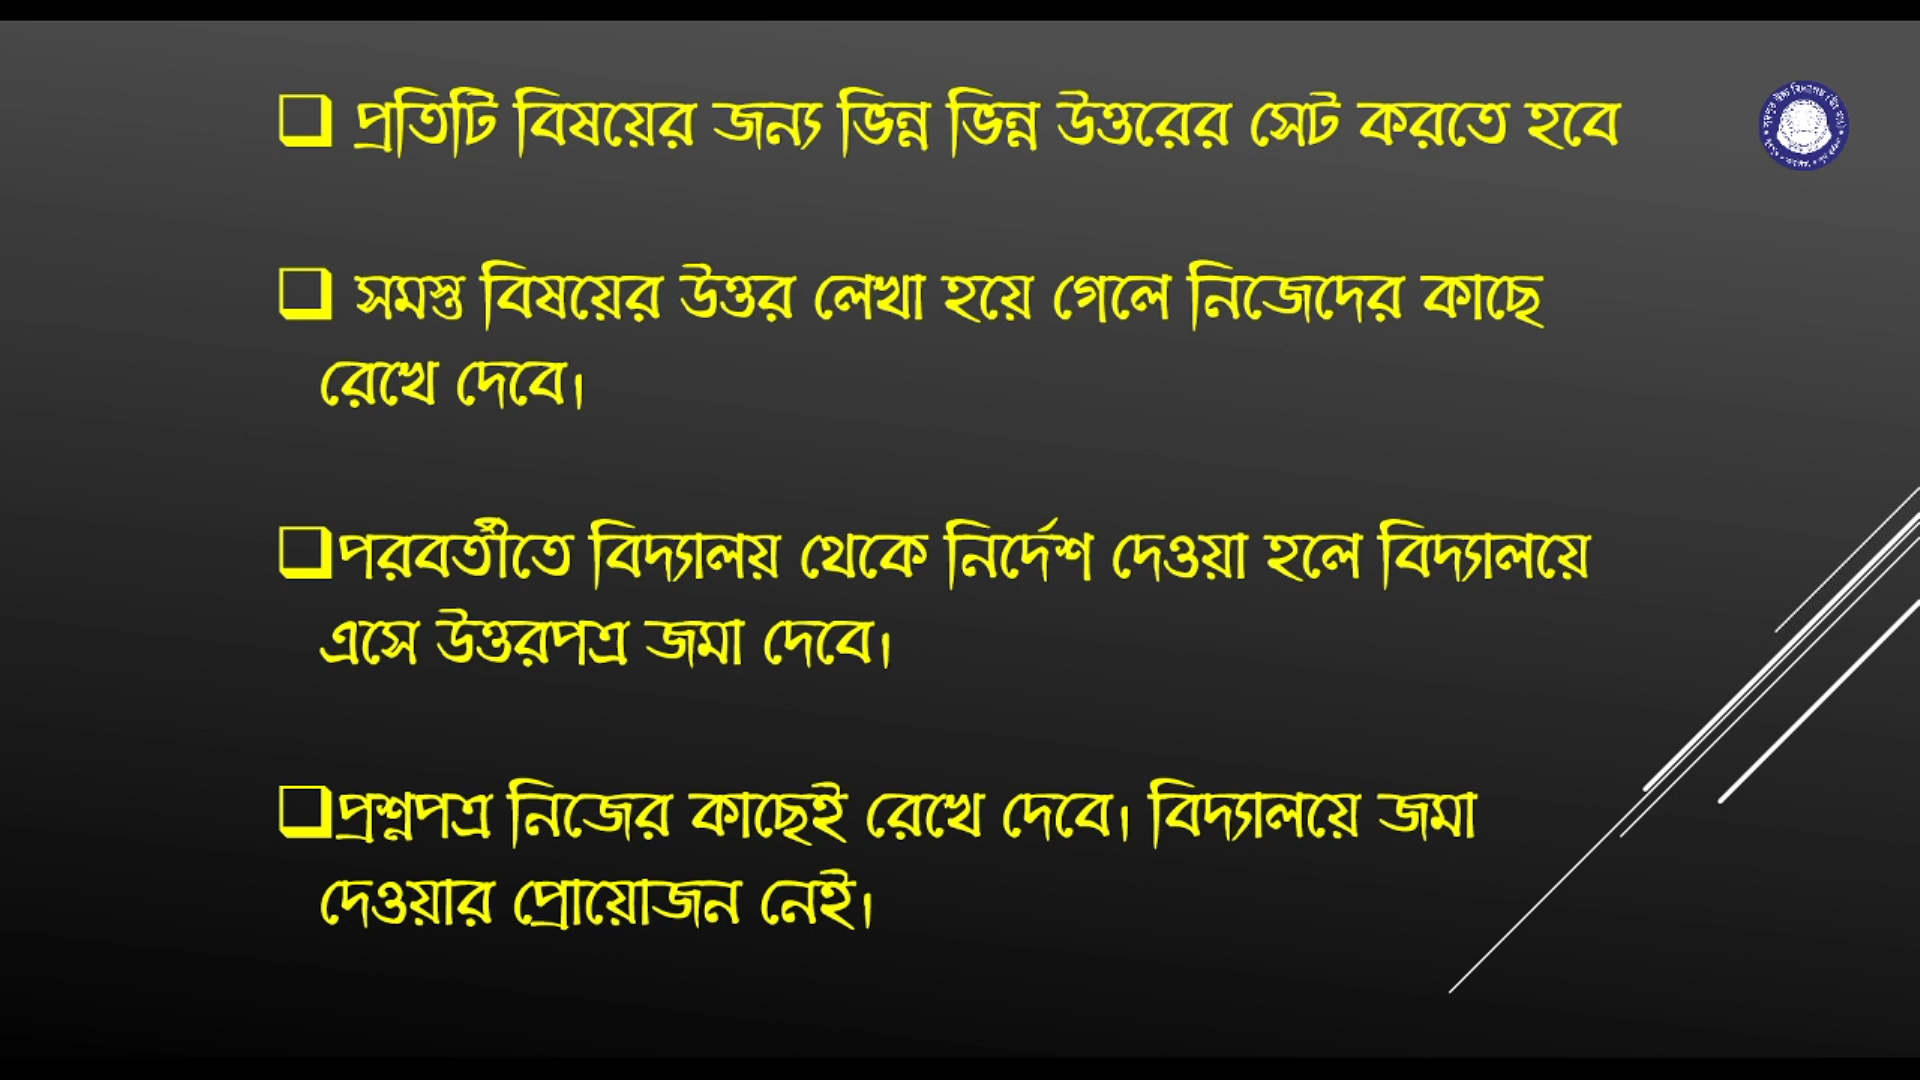 ❑ প্রতিটি বিষয়ের জন্য ভিন্ন ভিন্ন উত্তরের সেট করতে হবে
❑ সমস্ত বিষয়ের উত্তর লেখা হয়ে গেলে নিজেদের কাছে
রেখে দেবে।
❑পরবর্তীতে বিদ্যালয় থেকে নির্দেশ দেওয়া হলে বিদ্যালয়ে
এসে উত্তরপত্র জমা দেবে।
❑প্রশ্নপত্র নিজের কাছেই রেখে দেবে। বিদ্যালয়ে জমা
দেওয়ার প্রোয়োজন নেই।